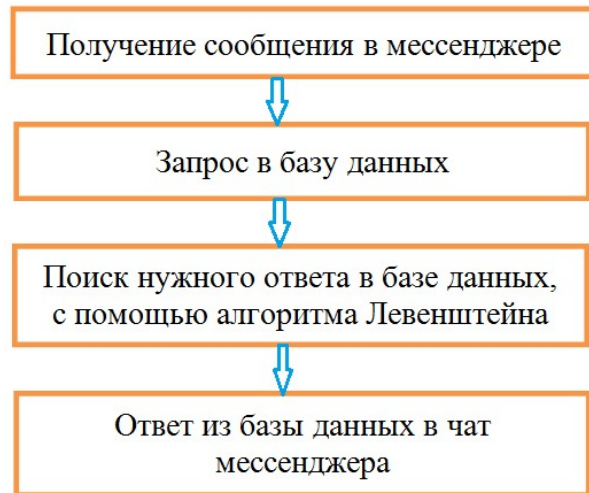 Получение сообщения в мессенджере
Запрос в базу данных
Поиск нужного ответа в базе данных,
с помощью алгоритма Левенштейна
Ответ из базы данных в чат
мессенджера